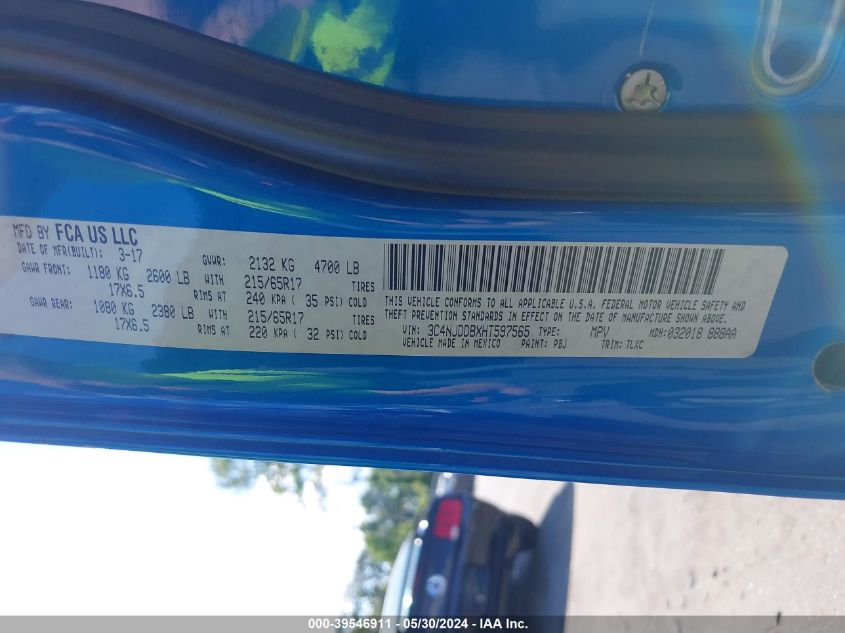 MFD BY FCA US LLC
DATE OF MFR(BUILT): 3-17 GVWR: 2132 KG 4700 LB
GAWR FRONT: 1180 KG 2600 LB WITH 215/65R17 TIRES
17X6.5 RIMS AT 240 KPA ( 35 PSI) COLD
GAWR REAR: 1080 KG 2380 LB WITH 215/65R17 TIRES
17X6.5 RIMS AT 220 KPA ( 32 PSI) COLD
THIS VEHICLE CONFORMS TO ALL APPLICABLE U.S.A. FEDERAL MOTOR VEHICLE SAFETY AND
THEFT PREVENTION STANDARDS IN EFFECT ON THE DATE OF MANUFACTURE SHOWN ABOVE.
VIN: 3C4NJDDBXHT597565 TYPE: MPV MDH:032018 888AA
VEHICLE MADE IN MEXICO PAINT: PBJ TRIM: TLXC
000-39546911 - 05/30/2024 - IAA Inc.